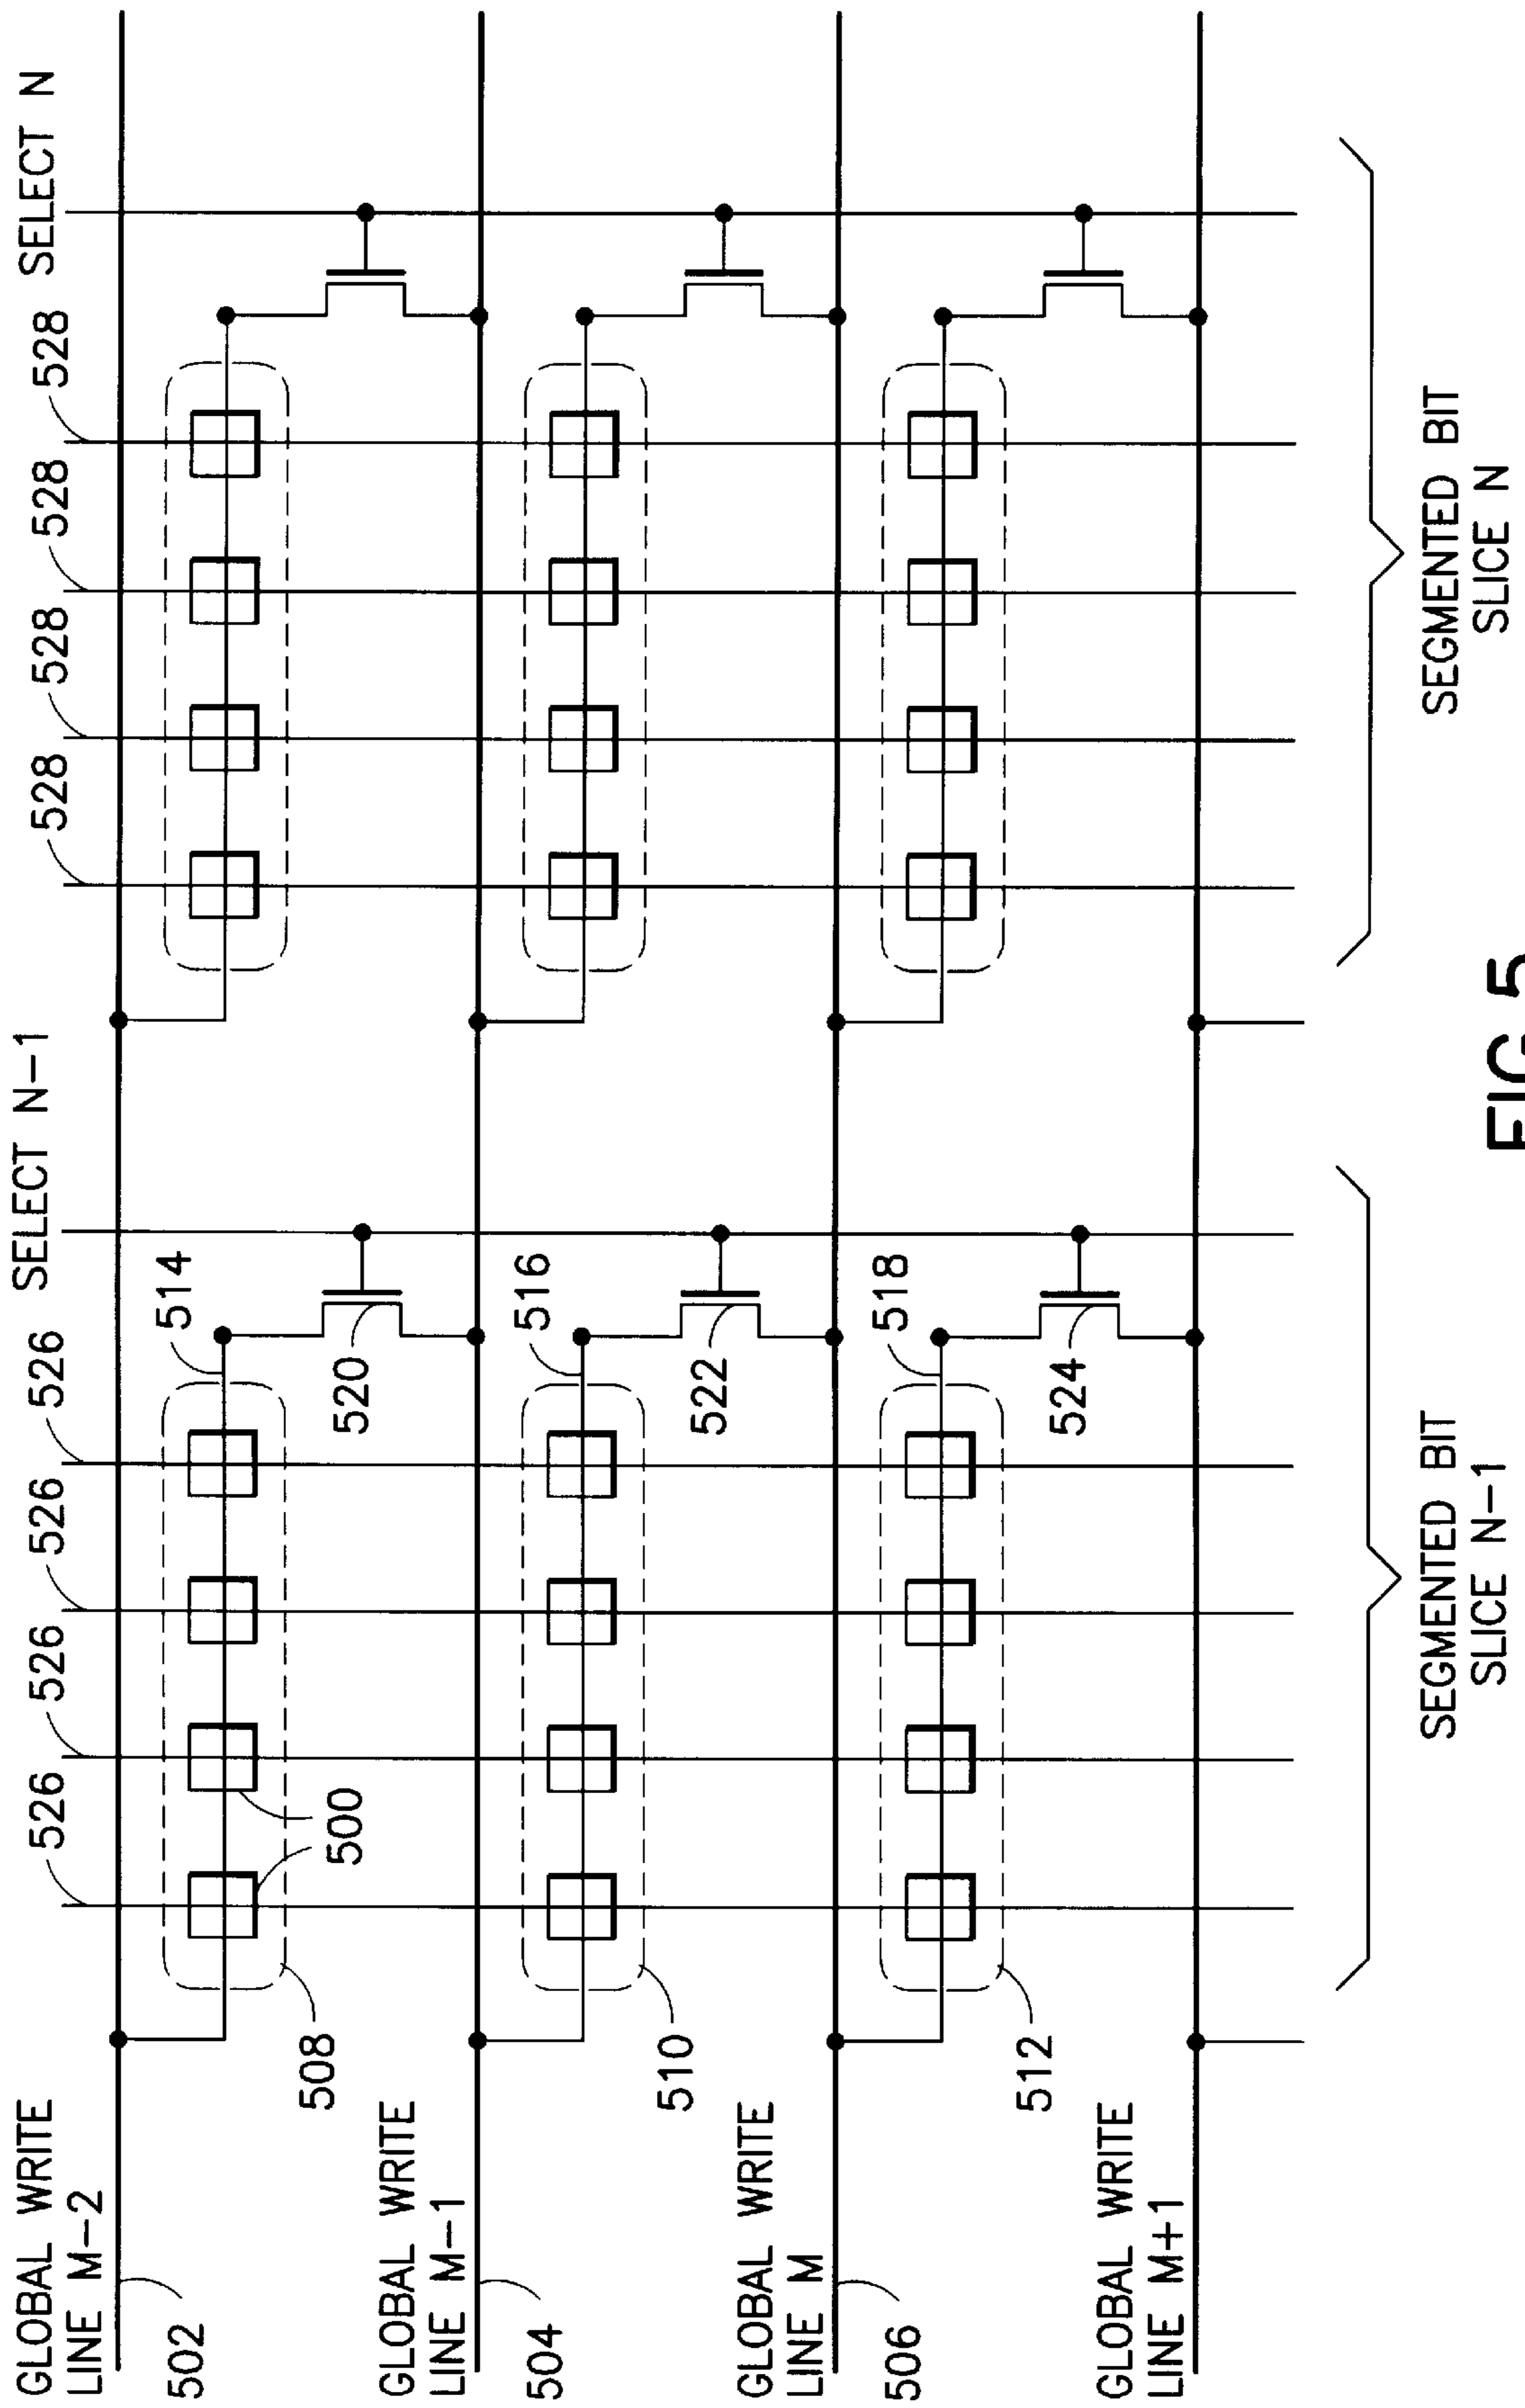 GLOBAL WRITE
LINE M-2
502
508
526
526
526
526
500
514
520
SELECT N-1
528
528
528
528
SELECT N
GLOBAL WRITE
LINE M-1
504
510
516
522
GLOBAL WRITE
LINE M
506
512
518
524
GLOBAL WRITE
LINE M+1
SEGMENTED BIT
SLICE N-1
SEGMENTED BIT
SLICE N
FIG. 5